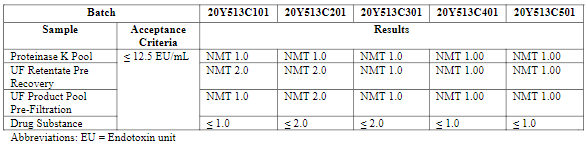 Batch 20Y513C101 20Y513C201 20Y513C301 20Y513C401 20Y513C501
Sample Acceptance Criteria Results
Proteinase K Pool ≤ 12.5 EU/mL NMT 1.0 NMT 2.0 NMT 1.0 NMT 1.00 NMT 1.00
UF Retentate Pre Recovery NMT 2.0 NMT 2.0 NMT 1.0 NMT 1.00 NMT 1.00
UF Product Pool Pre-Filtration NMT 1.0 NMT 2.0 NMT 1.0 NMT 1.00 NMT 1.00
Drug Substance ≤ 1.0 ≤ 2.0 ≤ 2.0 ≤ 1.0 ≤ 1.0
Abbreviations: EU = Endotoxin unit